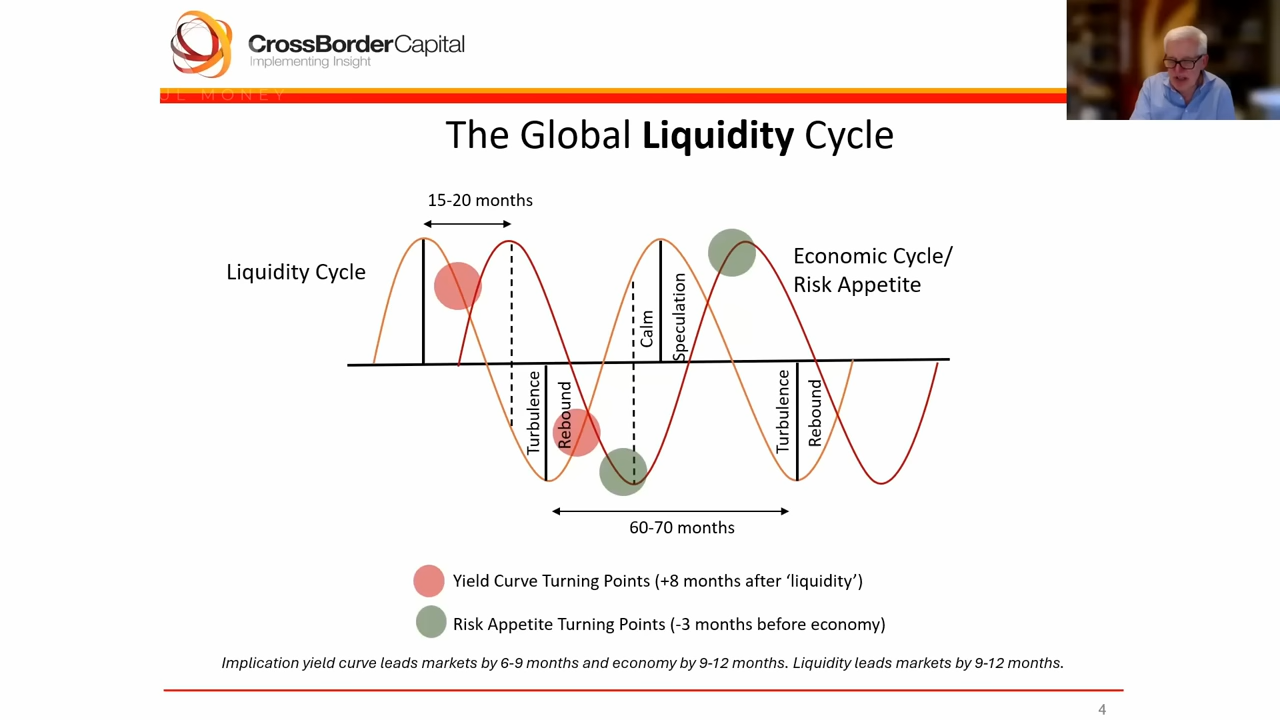 CrossBorderCapital
Implementing Insight
UL MONEY
The Global Liquidity Cycle
15-20 months
Liquidity Cycle
Economic Cycle/
Risk Appetite
Calm
Speculation
Turbulence
Rebound
Turbulence
Rebound
60-70 months
Yield Curve Turning Points (+8 months after ‘liquidity’)
Risk Appetite Turning Points (-3 months before economy)
Implication yield curve leads markets by 6-9 months and economy by 9-12 months. Liquidity leads markets by 9-12 months.
4